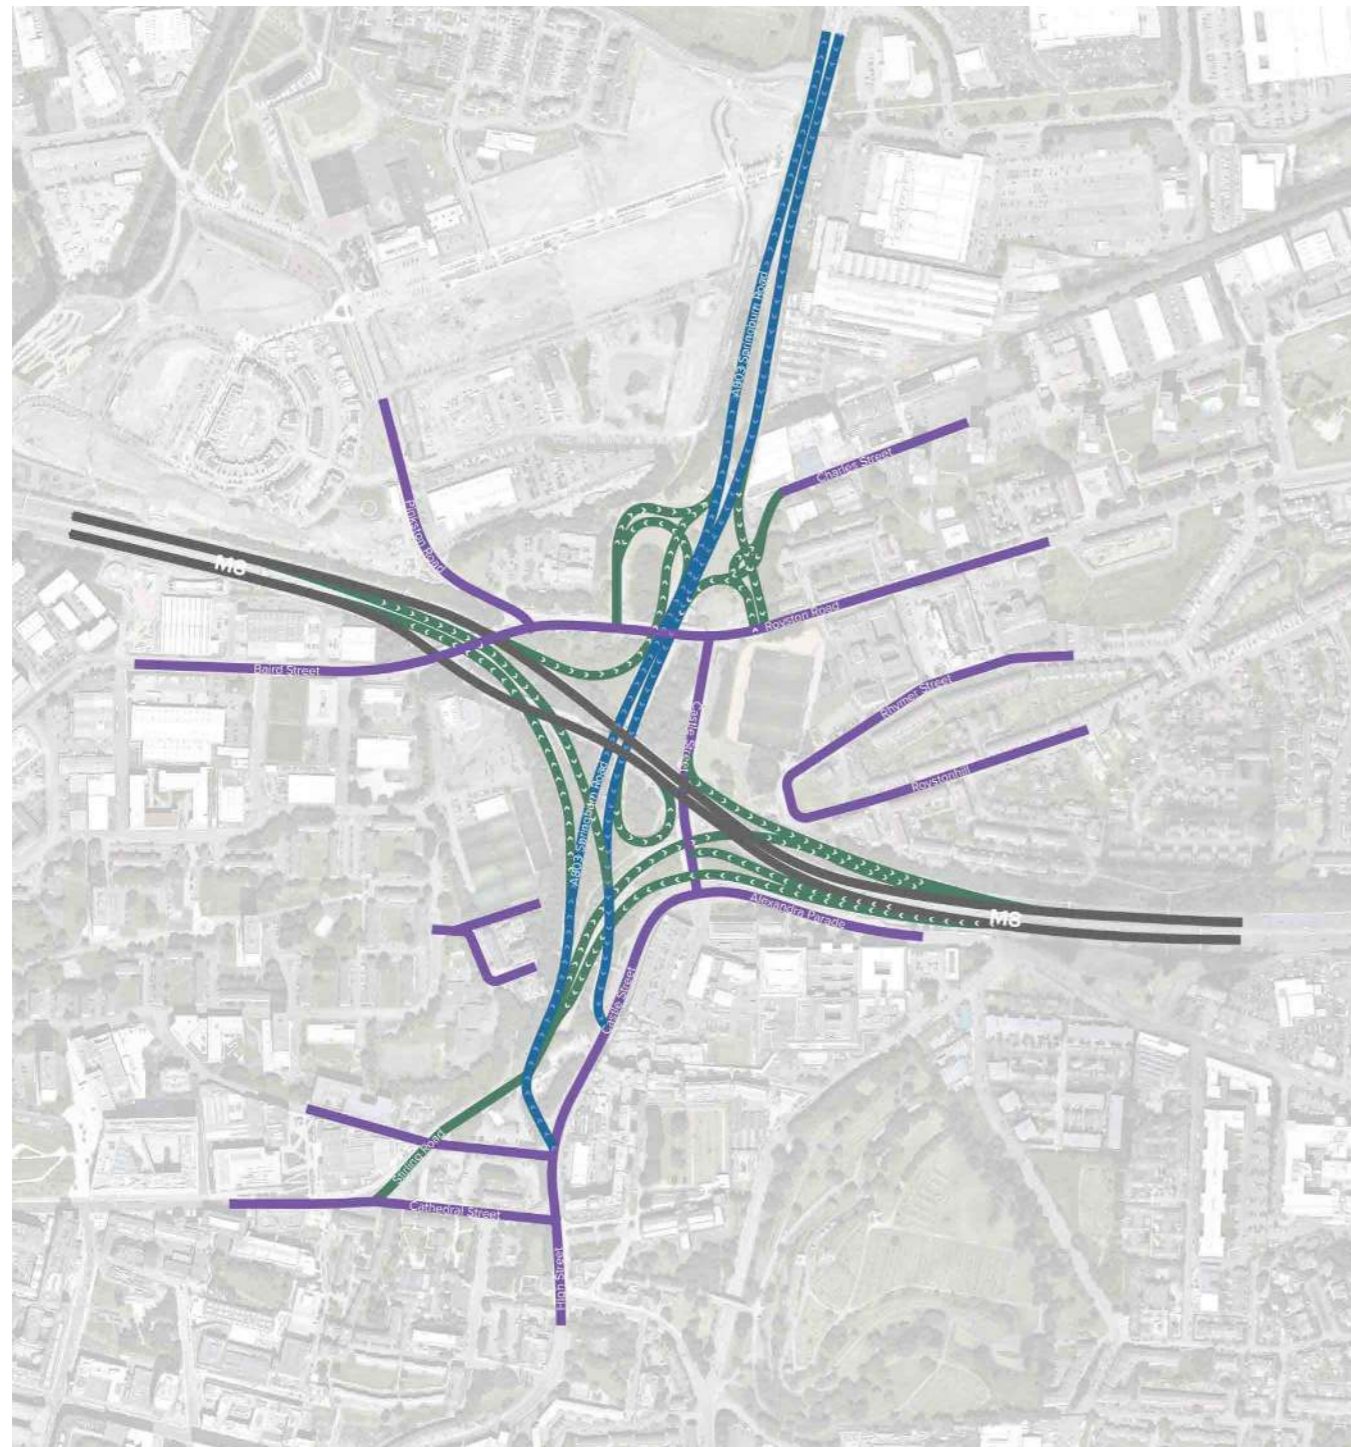 A803 Springburn Road
Charles Street
Pinkston Road
M8
Royston Road
Baird Street
Rhymer Street
Castle Street
Roystonhill
A803 Springburn Road
Alexandra Parade
M8
Castle Street
Stirling Road
Cathedral Street
High Street